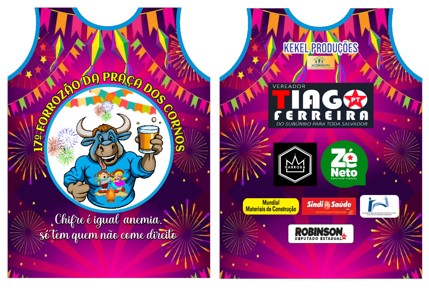 17º FORROZÃO DA PRAÇA DOS CORNOS
Chifre é igual anemia,
só tem quem não come direito
KEKEL PRODUÇÕES
VEREADOR
TIAGO
PT
FERREIRA
DO SUBÚRBIO PARA TODA SALVADOR
Zé
Neto
Mundial
Materiais de Construção
Sindi Saúde
ROBINSON
DEPUTADO ESTADUAL